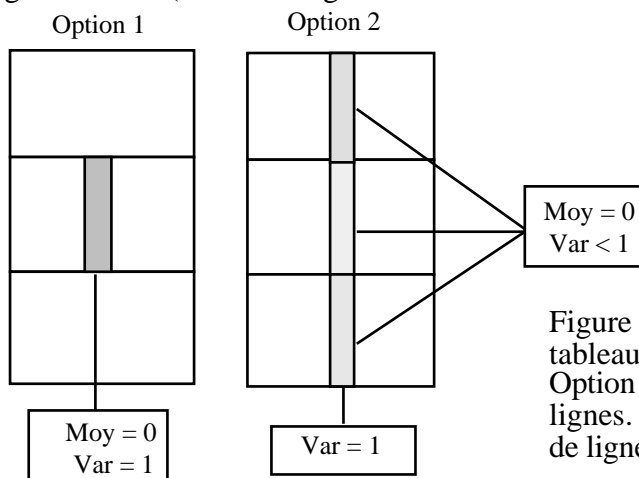 Option 1
Option 2
Moy = 0
Var < 1
Figure
tableau
Option
lignes.
de ligne
Moy = 0
Var = 1
Var = 1